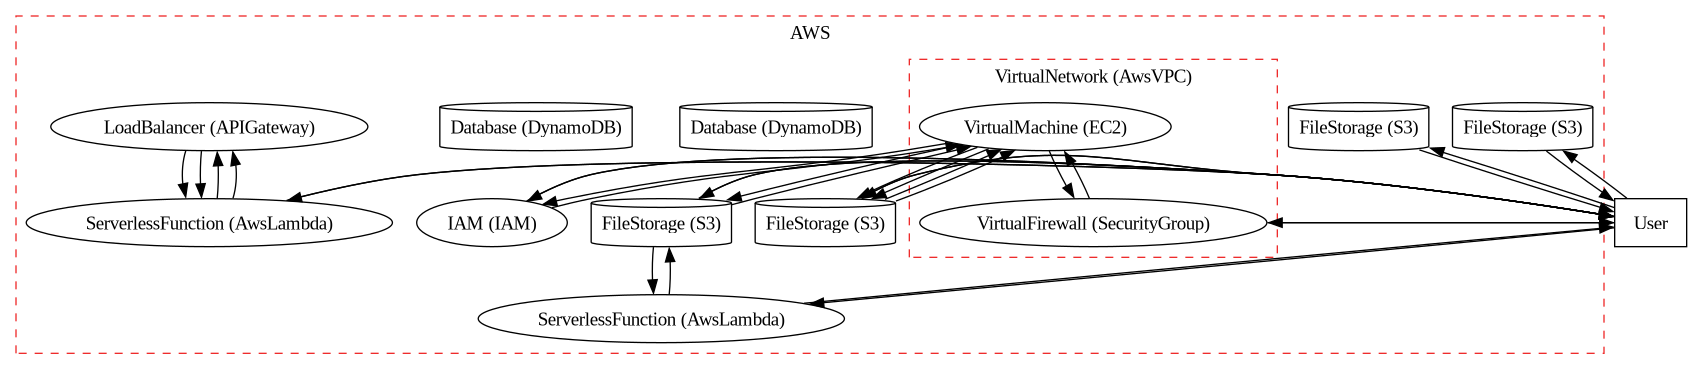 AWS
VirtualNetwork (AwsVPC)
LoadBalancer (APIGateway)
Database (DynamoDB)
Database (DynamoDB)
VirtualMachine (EC2)
FileStorage (S3)
FileStorage (S3)
ServerlessFunction (AwsLambda)
IAM (IAM)
FileStorage (S3)
FileStorage (S3)
VirtualFirewall (SecurityGroup)
User
ServerlessFunction (AwsLambda)